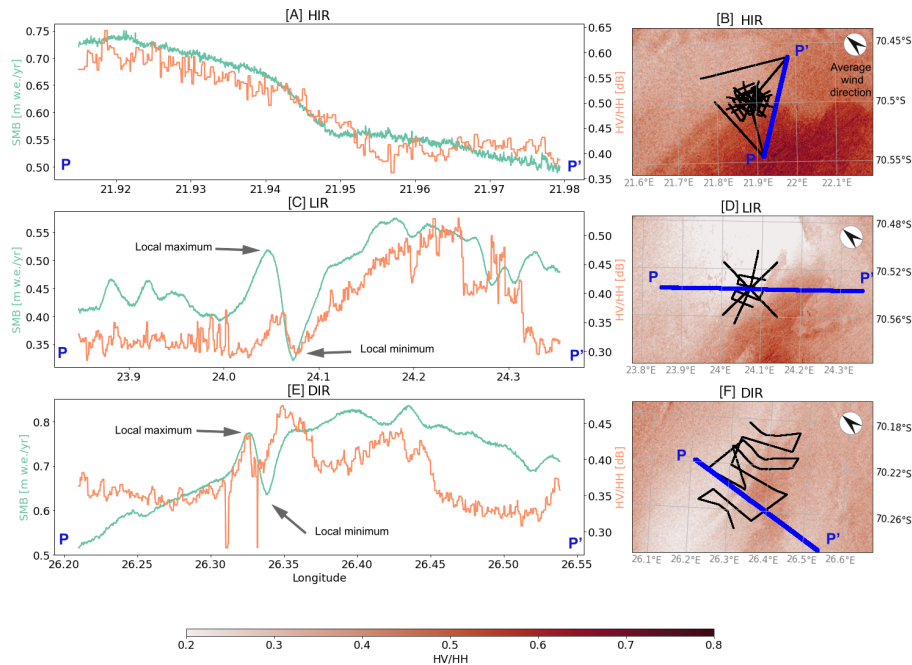 [A] HIR
SMB [m w.e./yr]
0.75
0.70
0.65
0.60
0.55
0.50
P
P'
0.65
0.60
0.55
0.50
0.45
0.40
0.35
HV/HH [dB]
21.92 21.93 21.94 21.95 21.96 21.97 21.98
[B] HIR
P'
P
Average
wind
direction
70.45°S
70.5°S
70.55°S
21.6°E 21.7°E 21.8°E 21.9°E 22.0°E 22.1°E
[C] LIR
SMB [m w.e./yr]
0.55
0.50
0.45
0.40
0.35
Local maximum
Local minimum
P
P'
0.50
0.45
0.40
0.35
0.30
HV/HH [dB]
23.9 24.0 24.1 24.2 24.3
[D] LIR
P
P'
70.48°S
70.52°S
70.56°S
23.8°E 23.9°E 24.0°E 24.1°E 24.2°E 24.3°E
[E] DIR
SMB [m w.e./yr]
0.8
0.7
0.6
0.5
Local maximum
Local minimum
P
P'
0.45
0.40
0.35
0.30
HV/HH [dB]
26.20 26.25 26.30 26.35 26.40 26.45 26.50 26.55
Longitude
[F] DIR
P
P'
70.18°S
70.22°S
70.26°S
26.1°E 26.2°E 26.3°E 26.4°E 26.5°E 26.6°E
0.2 0.3 0.4 0.5 0.6 0.7 0.8
HV/HH